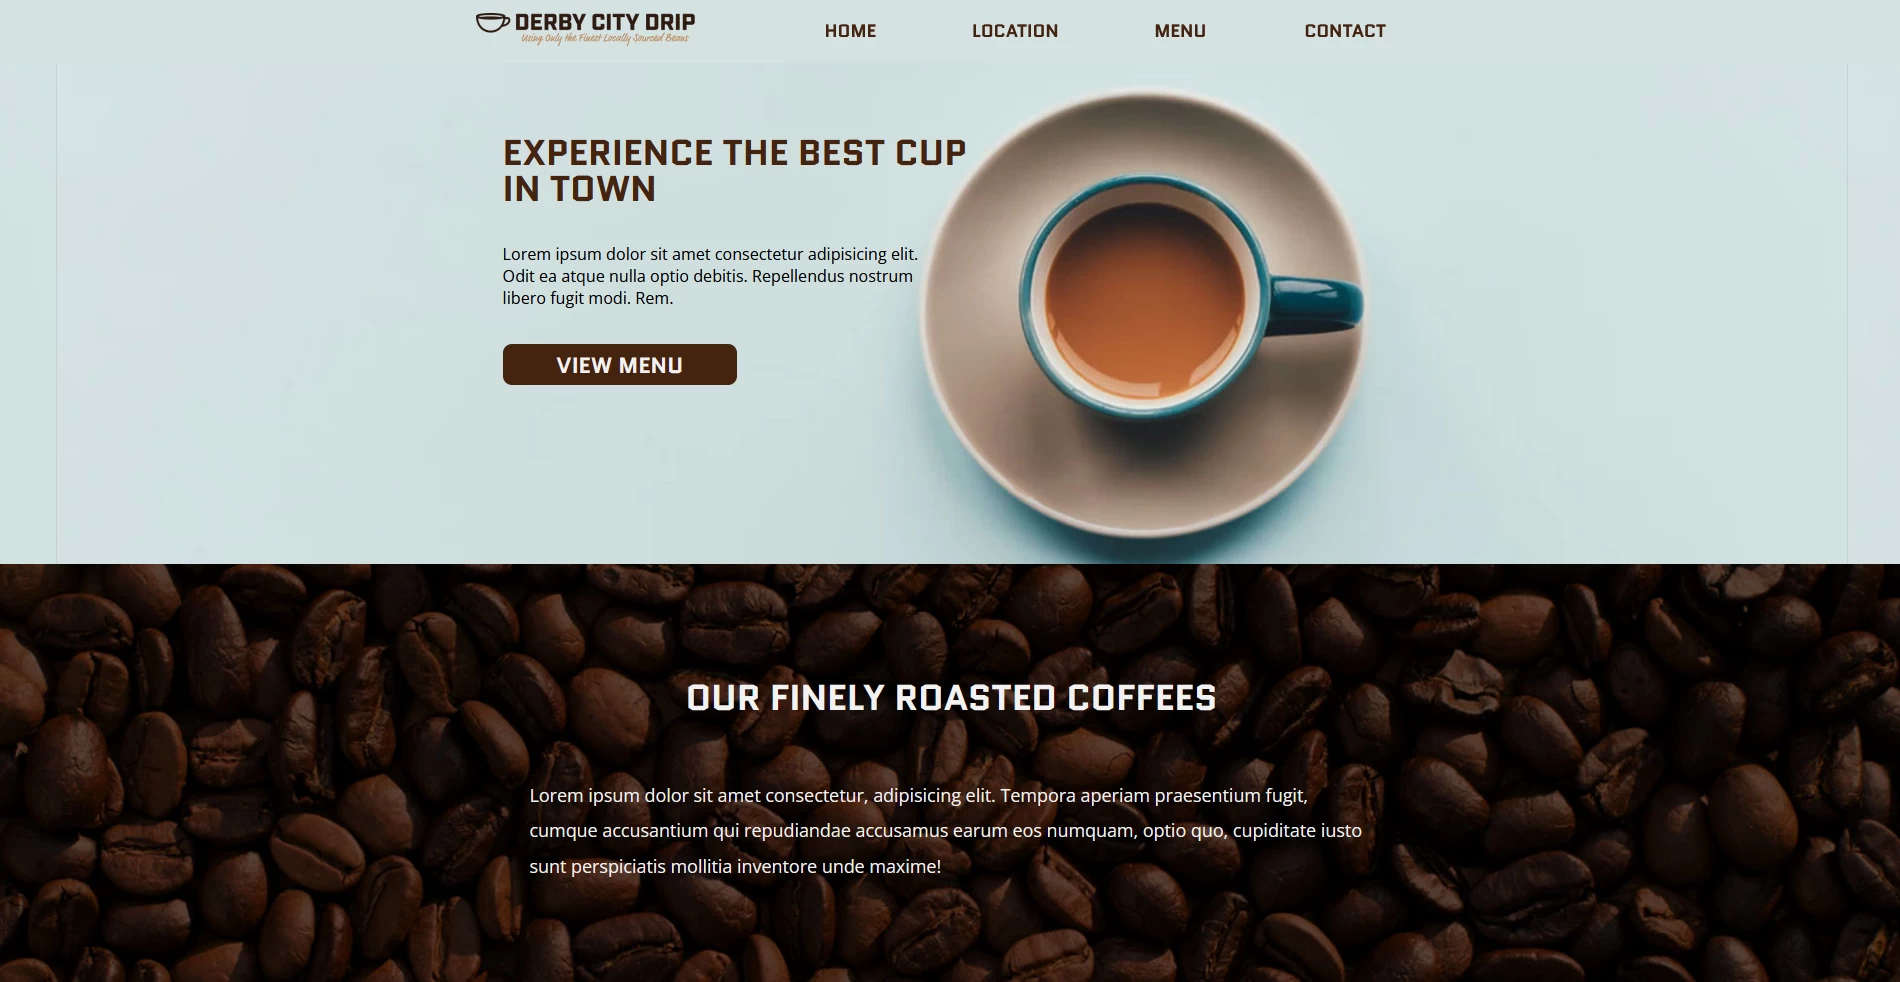 DERBY CITY DRIP
Using Only the Finest Locally Sourced Beans
HOME LOCATION MENU CONTACT
EXPERIENCE THE BEST CUP
IN TOWN
Lorem ipsum dolor sit amet consectetur adipisicing elit.
Odit ea atque nulla optio debitis. Repellendus nostrum
libero fugit modi. Rem.
VIEW MENU
OUR FINELY ROASTED COFFEES
Lorem ipsum dolor sit amet consectetur, adipisicing elit. Tempora aperiam praesentium fugit,
cumque accusantium qui repudiandae accusamus earum eos numquam, optio quo, cupiditate iusto
sunt perspiciatis mollitia inventore unde maxime!